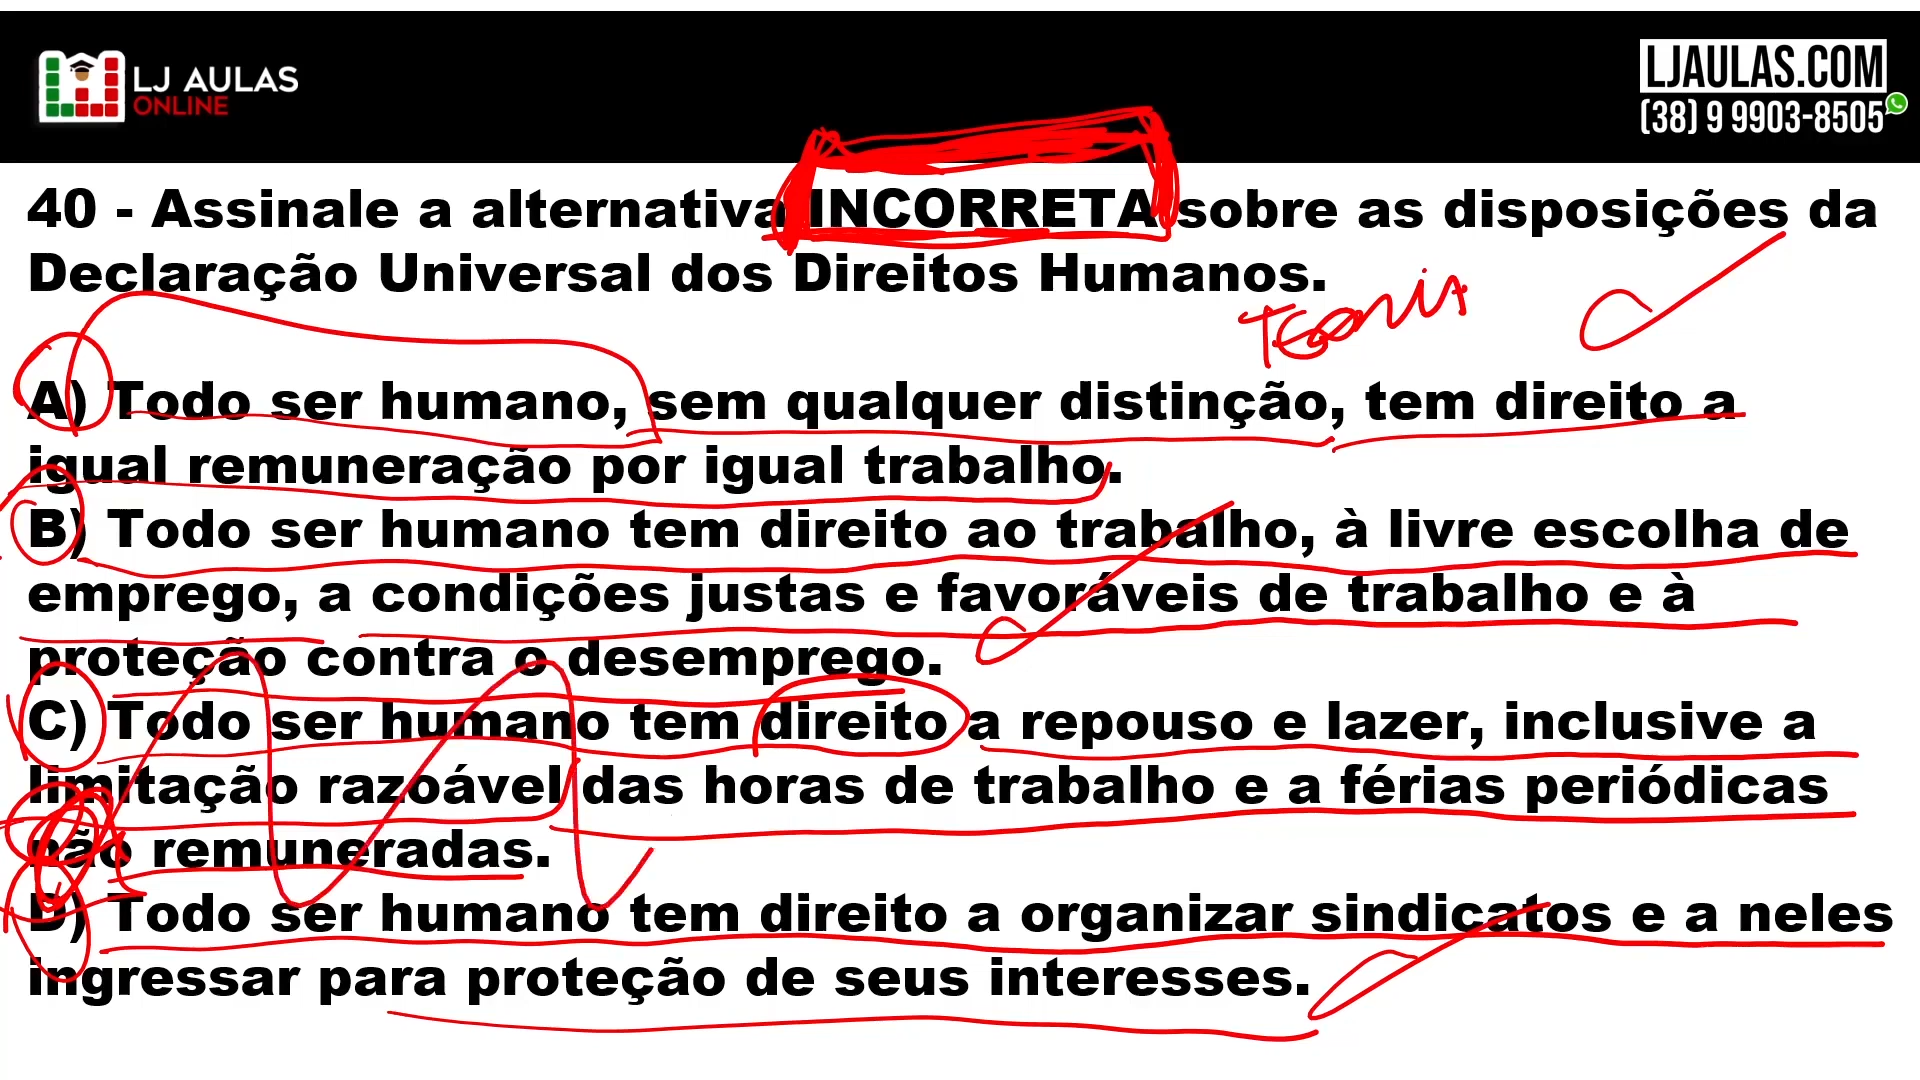 LJ AULAS
ONLINE
LJAULAS.COM
(38) 9 9903-8505
40 - Assinale a alternativa INCORRETA sobre as disposições da
Declaração Universal dos Direitos Humanos.
A) Todo ser humano, sem qualquer distinção, tem direito a
igual remuneração por igual trabalho.
B) Todo ser humano tem direito ao trabalho, à livre escolha de
emprego, a condições justas e favoráveis de trabalho e à
proteção contra o desemprego.
C) Todo ser humano tem direito a repouso e lazer, inclusive a
limitação razoável das horas de trabalho e a férias periódicas
não remuneradas.
D) Todo ser humano tem direito a organizar sindicatos e a neles
ingressar para proteção de seus interesses.